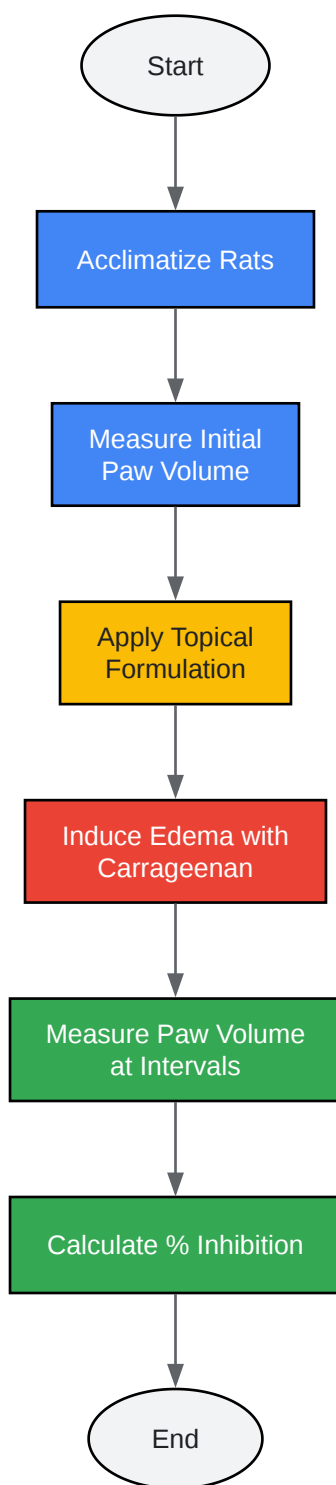 Start
Acclimatize Rats
Measure Initial
Paw Volume
Apply Topical
Formulation
Induce Edema with
Carrageenan
Measure Paw Volume
at Intervals
Calculate % Inhibition
End